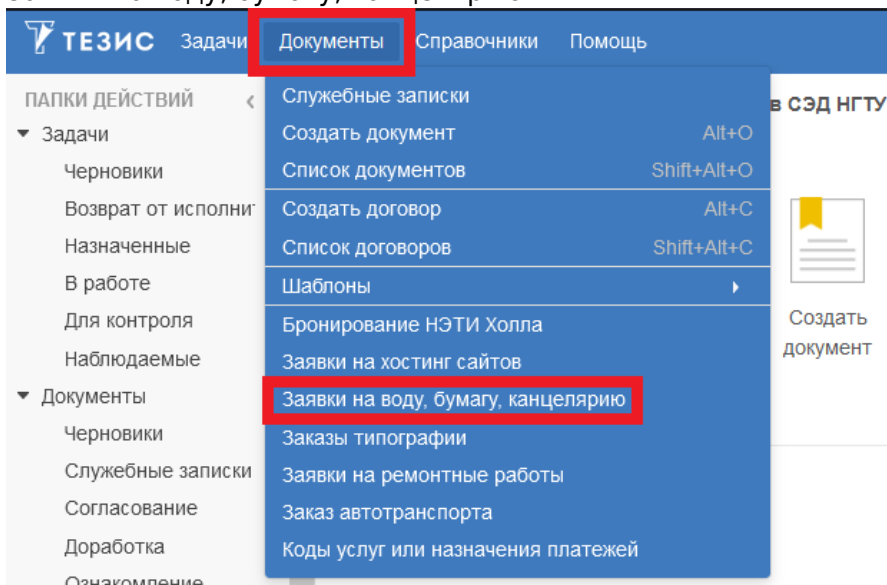 ТЕЗИС Задачи Документы Справочники Помощь
ПАПКИ ДЕЙСТВИЙ
Задачи
Черновики
Возврат от исполни
Назначенные
В работе
Для контроля
Наблюдаемые
Документы
Черновики
Служебные записки
Согласование
Доработка
Ознакомление
Служебные записки
Создать документ Alt+O
Список документов Shift+Alt+O
Создать договор Alt+C
Список договоров Shift+Alt+C
Шаблоны
Бронирование НЭТИ Холла
Заявки на хостинг сайтов
Заявки на воду, бумагу, канцелярию
Заказы типографии
Заявки на ремонтные работы
Заказ автотранспорта
Коды услуг или назначения платежей
в СЭД НГТУ
Создать
документ